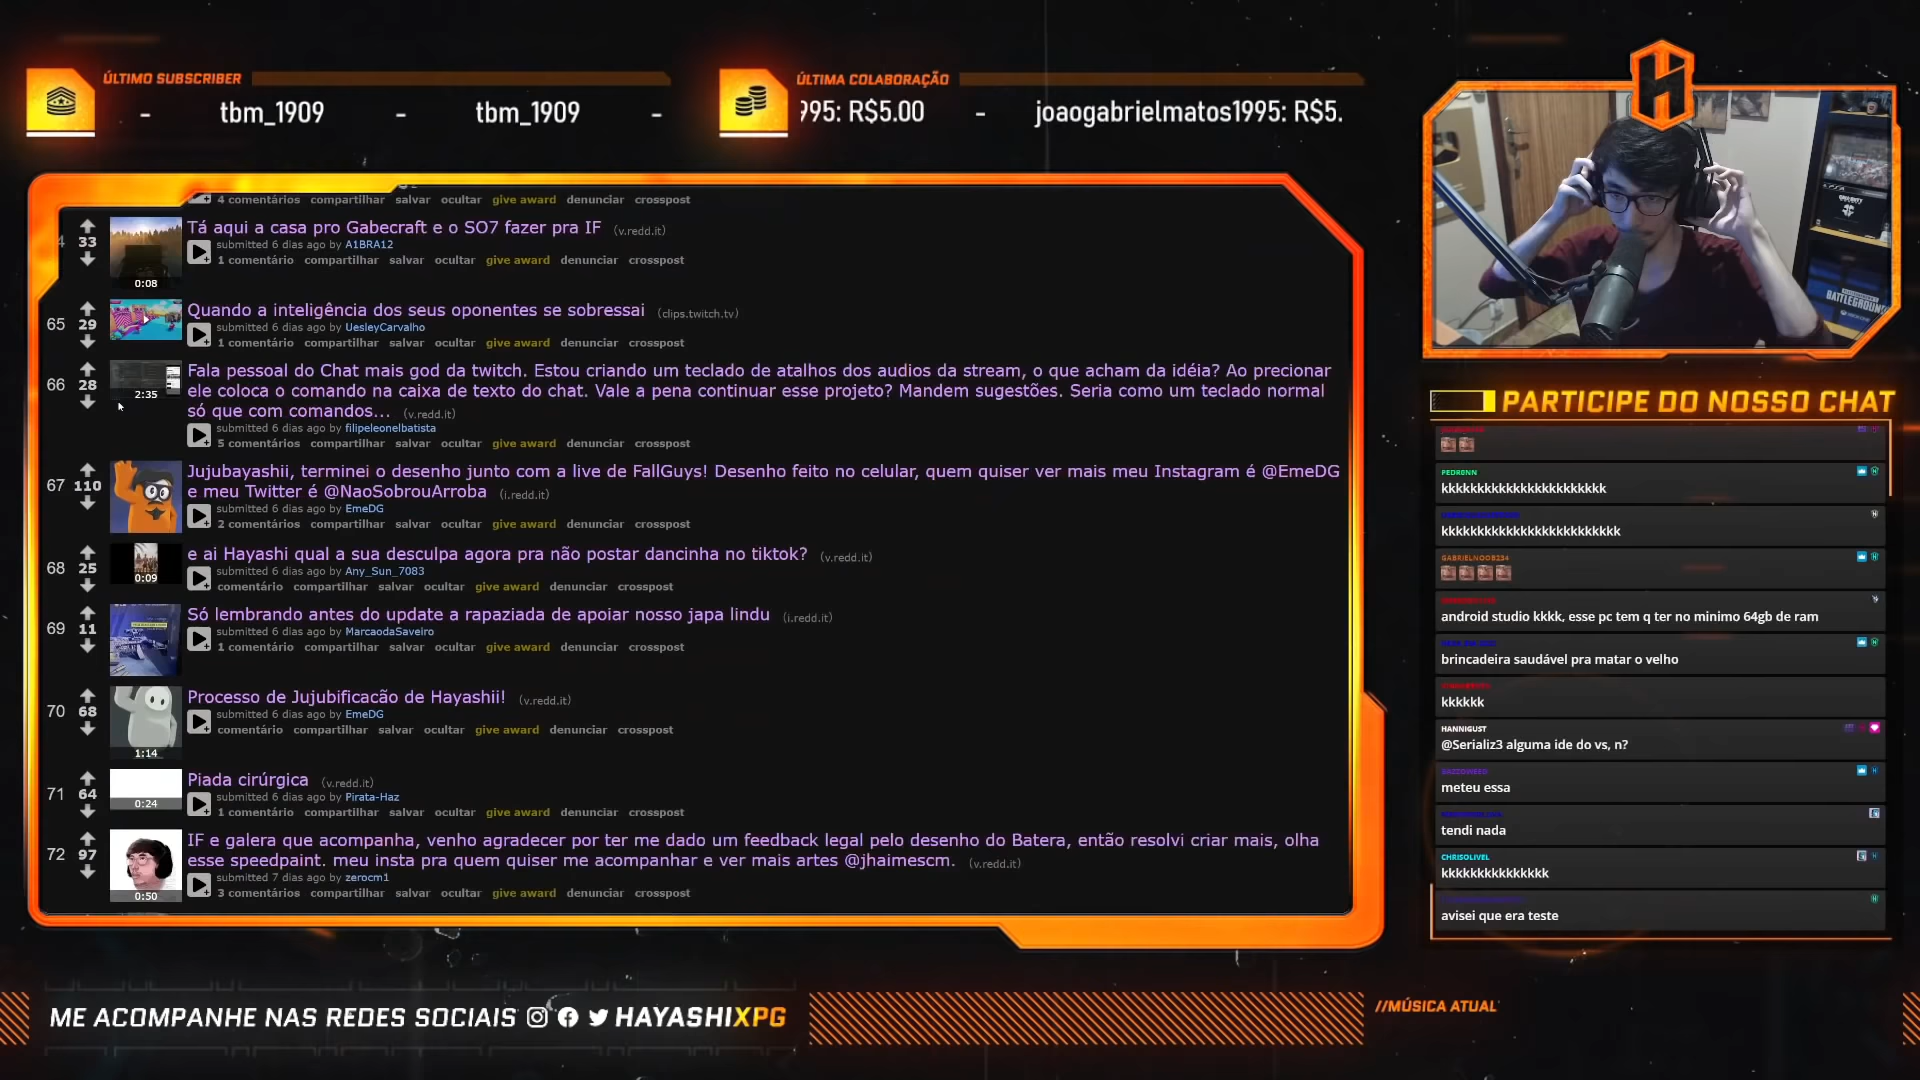 ÚLTIMO SUBSCRIBER
- tbm_1909 - tbm_1909 -
ÚLTIMA COLABORAÇÃO
995: R$5.00 - joaogabrielmatos1995: R$5.
4 comentários compartilhar salvar ocultar give award denunciar crosspost
4
33
0:08
Tá aqui a casa pro Gabecraft e o SO7 fazer pra IF (v.redd.it)
submitted 6 dias ago by A1BRA12
1 comentário compartilhar salvar ocultar give award denunciar crosspost
65
29
Quando a inteligência dos seus oponentes se sobressai (clips.twitch.tv)
submitted 6 dias ago by UesleyCarvalho
1 comentário compartilhar salvar ocultar give award denunciar crosspost
66
28
2:35
Fala pessoal do Chat mais god da twitch. Estou criando um teclado de atalhos dos audios da stream, o que acham da idéia? Ao precionar
ele coloca o comando na caixa de texto do chat. Vale a pena continuar esse projeto? Mandem sugestões. Seria como um teclado normal
só que com comandos... (v.redd.it)
submitted 6 dias ago by filipeleonelbatista
5 comentários compartilhar salvar ocultar give award denunciar crosspost
67
110
Jujubayashii, terminei o desenho junto com a live de FallGuys! Desenho feito no celular, quem quiser ver mais meu Instagram é @EmeDG
e meu Twitter é @NaoSobrouArroba (i.redd.it)
submitted 6 dias ago by EmeDG
2 comentários compartilhar salvar ocultar give award denunciar crosspost
68
25
0:09
e ai Hayashi qual a sua desculpa agora pra não postar dancinha no tiktok? (v.redd.it)
submitted 6 dias ago by Any_Sun_7083
comentário compartilhar salvar ocultar give award denunciar crosspost
69
11
Só lembrando antes do update a rapaziada de apoiar nosso japa lindu (i.redd.it)
submitted 6 dias ago by MarcaodaSaveiro
1 comentário compartilhar salvar ocultar give award denunciar crosspost
70
68
1:14
Processo de Jujubificacão de Hayashii! (v.redd.it)
submitted 6 dias ago by EmeDG
comentário compartilhar salvar ocultar give award denunciar crosspost
71
64
0:24
Piada cirúrgica (v.redd.it)
submitted 6 dias ago by Pirata-Haz
1 comentário compartilhar salvar ocultar give award denunciar crosspost
72
97
0:50
IF e galera que acompanha, venho agradecer por ter me dado um feedback legal pelo desenho do Batera, então resolvi criar mais, olha
esse speedpaint. meu insta pra quem quiser me acompanhar e ver mais artes @jhaimescm. (v.redd.it)
submitted 7 dias ago by zerocm1
3 comentários compartilhar salvar ocultar give award denunciar crosspost
H
BATTLEGROUNDS
PARTICIPE DO NOSSO CHAT
PEDR0NN
kkkkkkkkkkkkkkkkkkkkkkk
kkkkkkkkkkkkkkkkkkkkkkkkk
GABRIELNOOB234
android studio kkkk, esse pc tem q ter no minimo 64gb de ram
brincadeira saudável pra matar o velho
kkkkkk
HANNIGUST
@Serializ3 alguma ide do vs, n?
meteu essa
tendi nada
CHRISOLIVEL
kkkkkkkkkkkkkkk
avisei que era teste
ME ACOMPANHE NAS REDES SOCIAIS HAYASHIXPG
//MÚSICA ATUAL